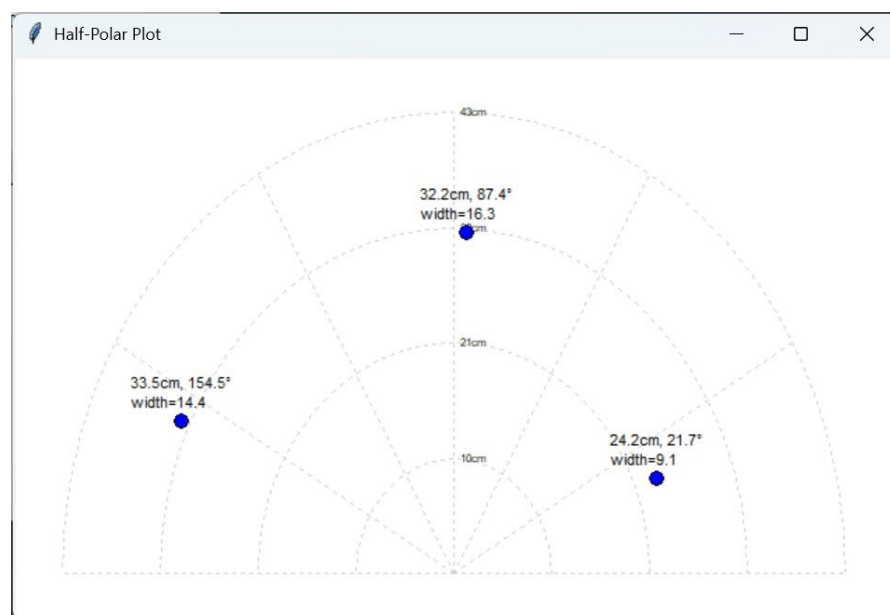 Half-Polar Plot
43cm
32.2cm, 87.4°
width=16.3
21cm
33.5cm, 154.5°
width=14.4
24.2cm, 21.7°
width=9.1
10cm